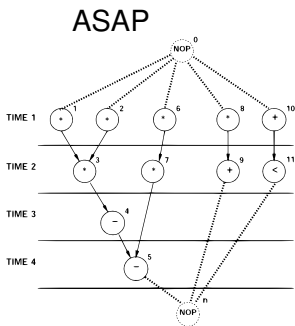 ASAP
NOP 0
TIME 1 * 1 * 2 * 6 * 8 + 10
TIME 2 * 3 * 7 + 9 < 11
TIME 3 - 4
TIME 4 - 5
NOP n